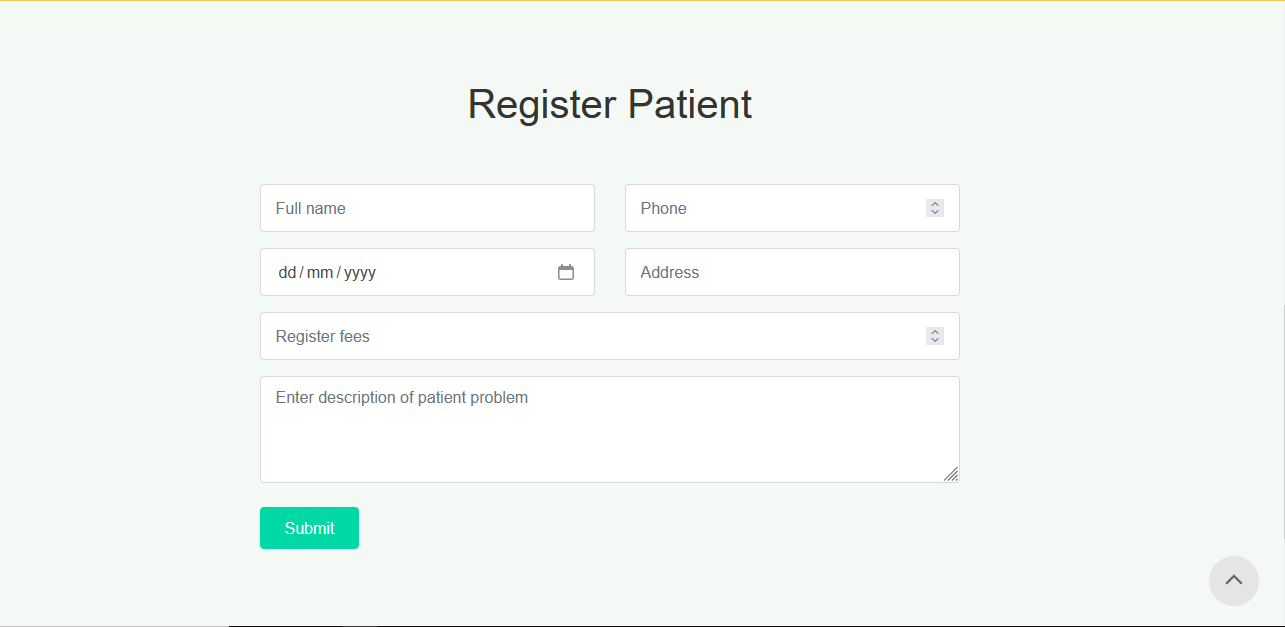 Register Patient
Full name
Phone
dd/mm/yyyy
Address
Register fees
Enter description of patient problem
Submit